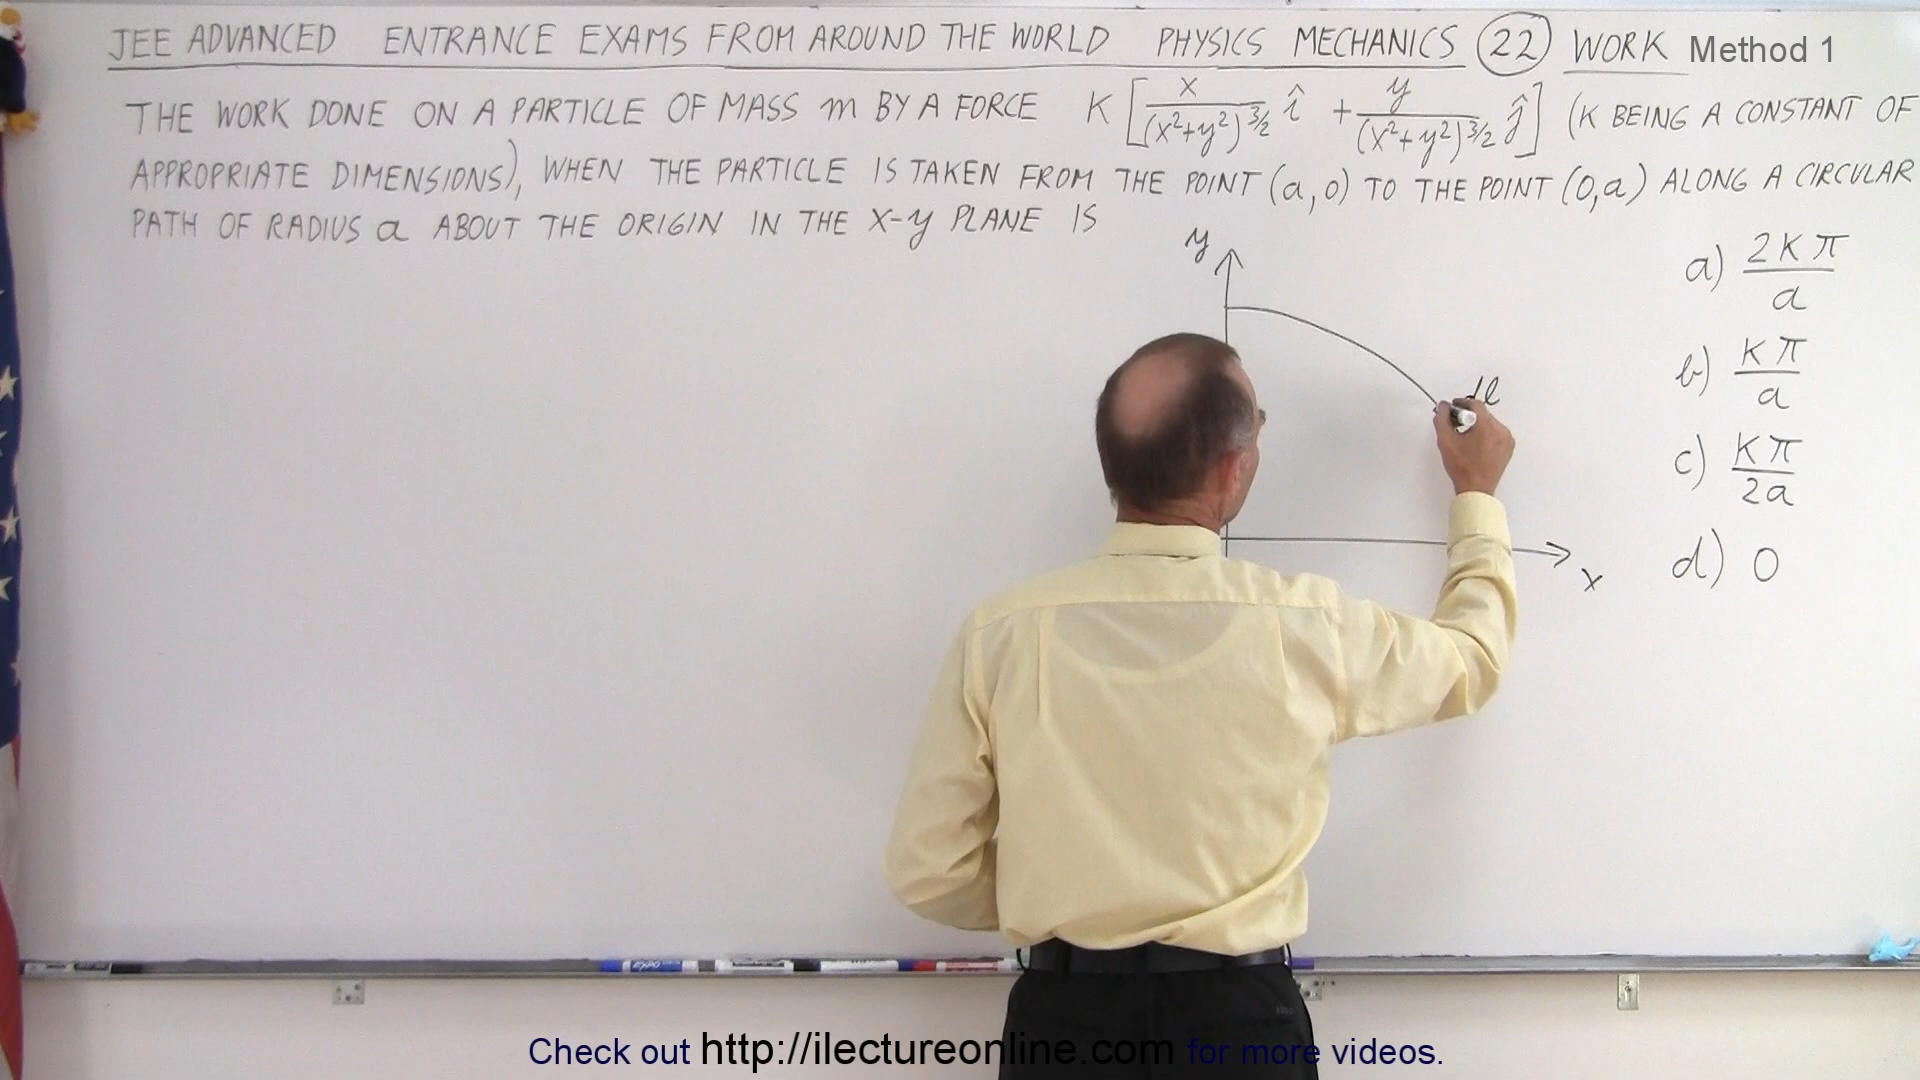 JEE ADVANCED ENTRANCE EXAMS FROM AROUND THE WORLD PHYSICS MECHANICS 22 WORK Method 1
THE WORK DONE ON A PARTICLE OF MASS m BY A FORCE K [x/(x²+y²)^3/2 î + y/(x²+y²)^3/2 ĵ] (K BEING A CONSTANT OF
APPROPRIATE DIMENSIONS), WHEN THE PARTICLE IS TAKEN FROM THE POINT (a,0) TO THE POINT (0,a) ALONG A CIRCULAR
PATH OF RADIUS a ABOUT THE ORIGIN IN THE X-Y PLANE IS
y
dl
x
a) 2Kπ/a
b) Kπ/a
c) Kπ/2a
d) 0
EXPO
Check out http://ilectureonline.com for more videos.